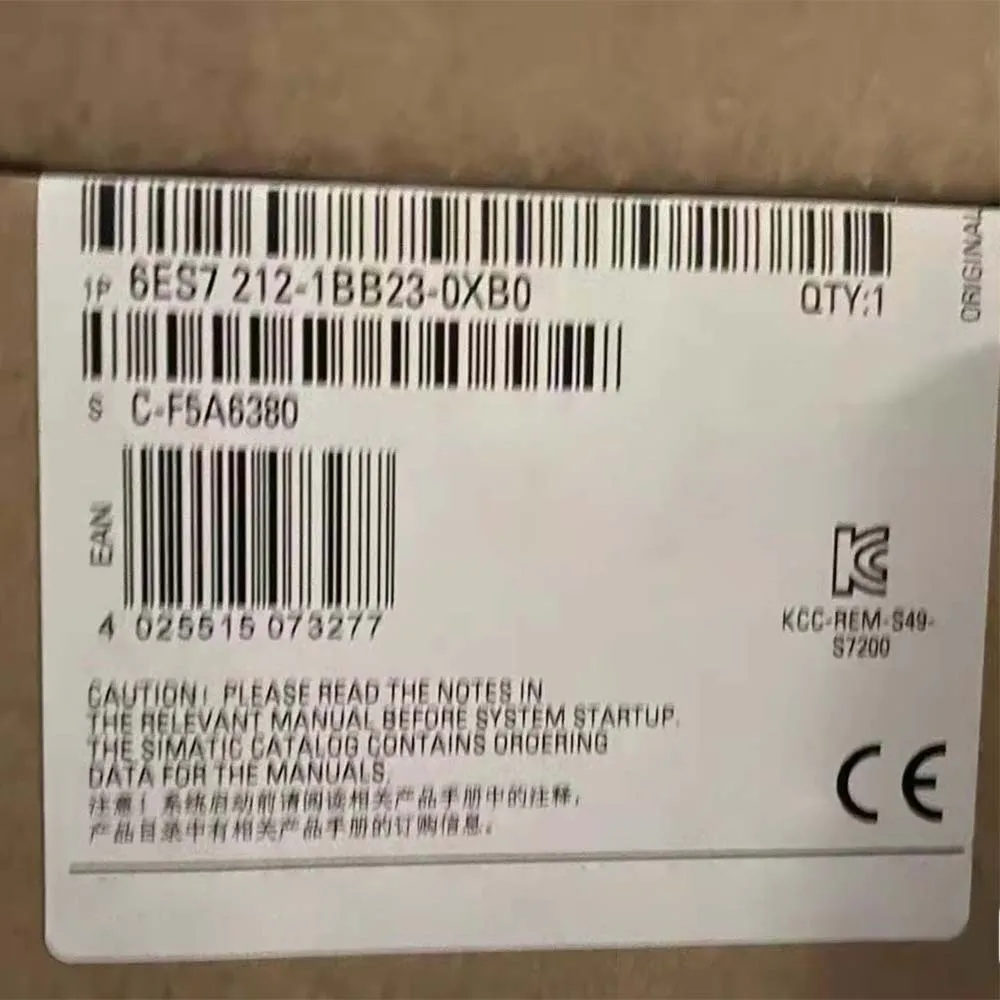 1P 6ES7 212-1BB23-0XB0
QTY:1
ORIGINAL
S C-F5A6380
EAN
4 025515 073277
KCC-REM-S49-
S7200
CAUTION! PLEASE READ THE NOTES IN
THE RELEVANT MANUAL BEFORE SYSTEM STARTUP.
THE SIMATIC CATALOG CONTAINS ORDERING
DATA FOR THE MANUALS.
CE
注意！系统启动前请阅读相关产品手册中的注释，
产品目录中有相关产品手册的订购信息。